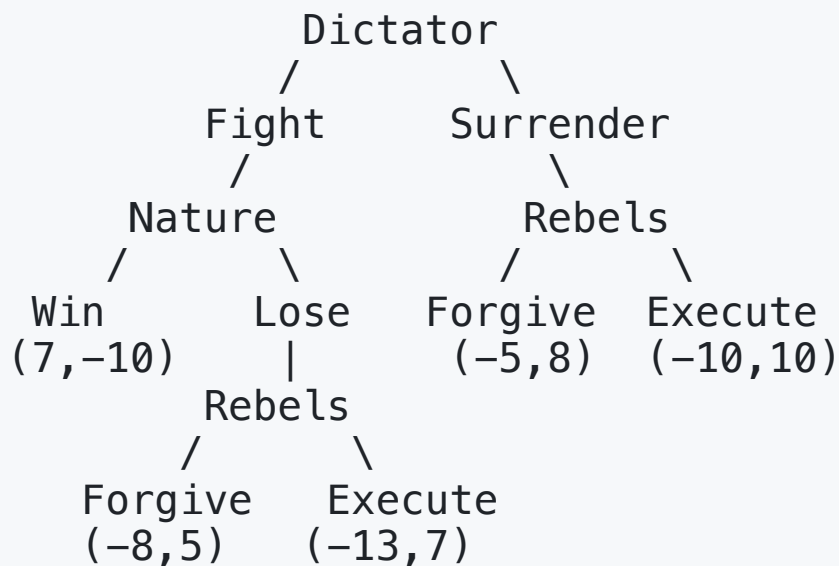 Dictator
/ \
Fight Surrender
/ \
Nature Rebels
/ \ / \
Win Lose Forgive Execute
(7,−10) | (−5,8) (−10,10)
Rebels
/ \
Forgive Execute
(−8,5) (−13,7)